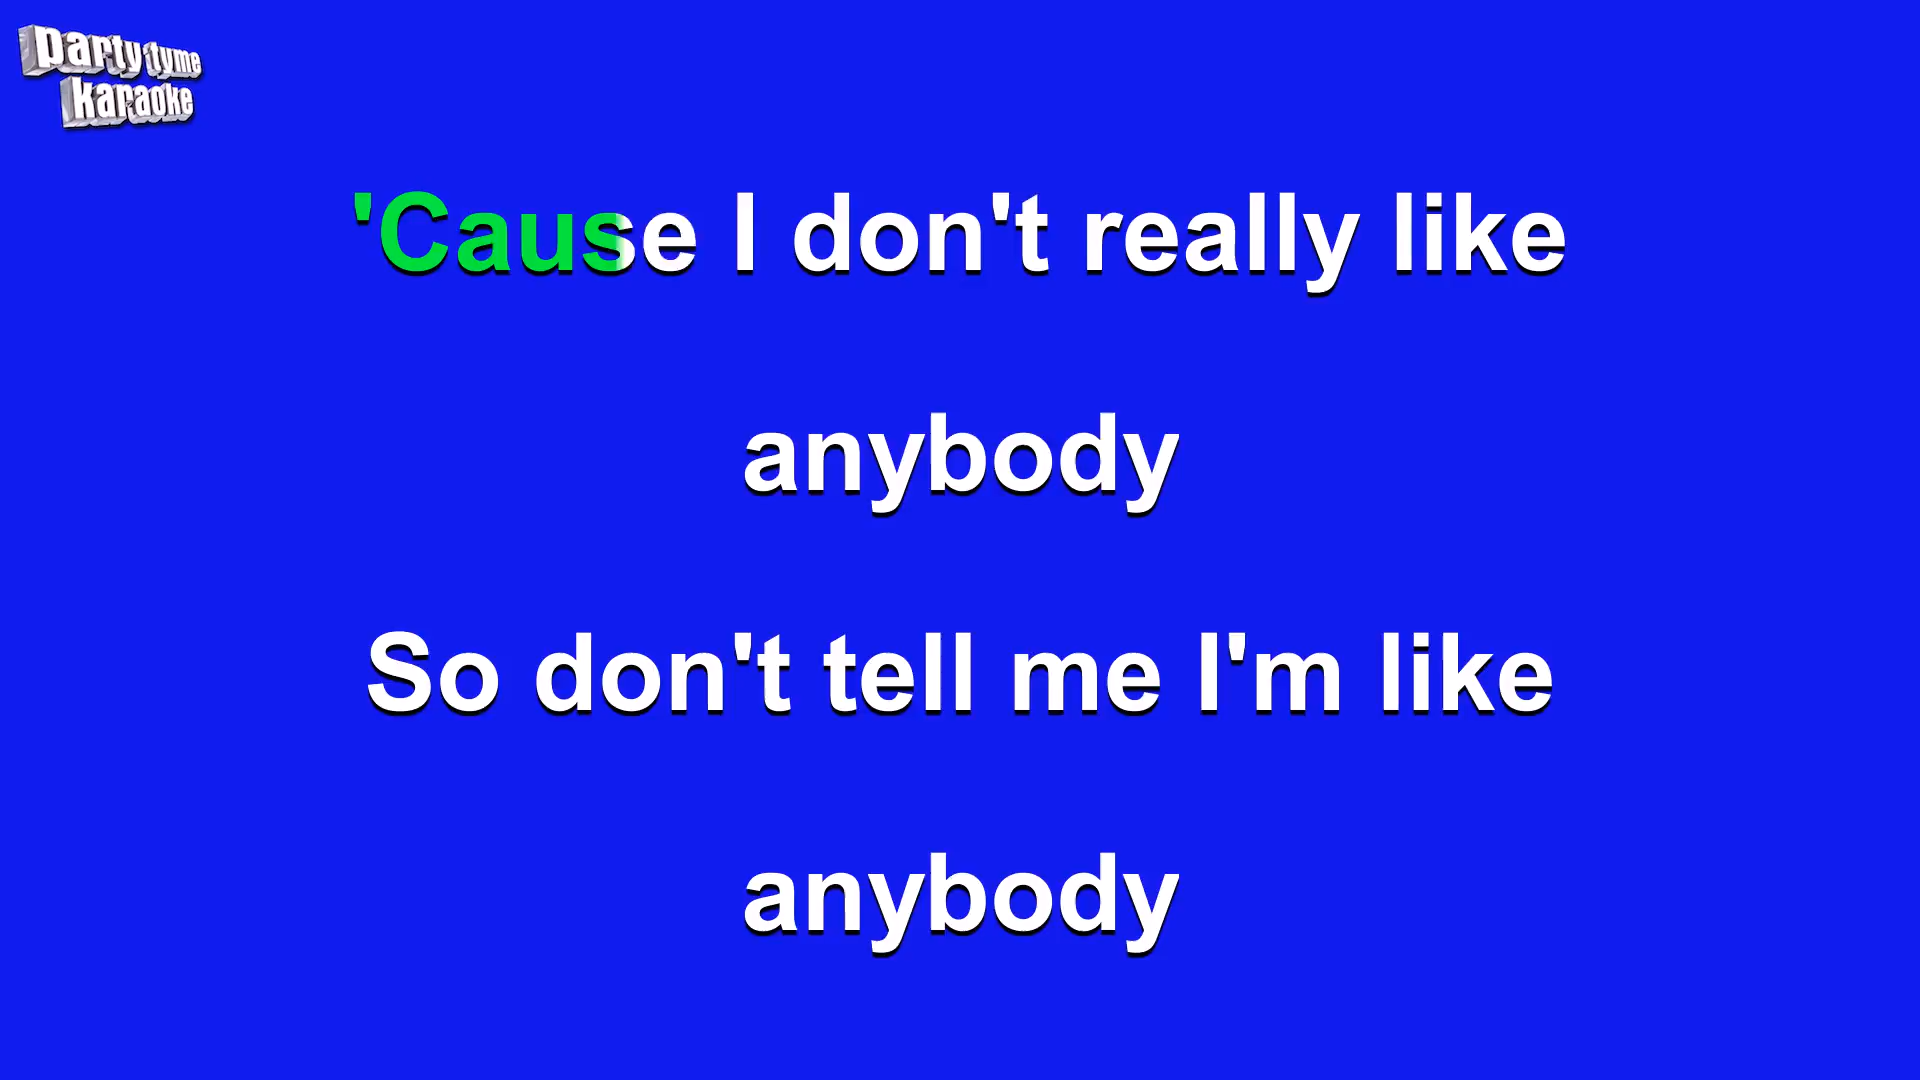 party tyme
karaoke
'Cause I don't really like
anybody
So don't tell me I'm like
anybody